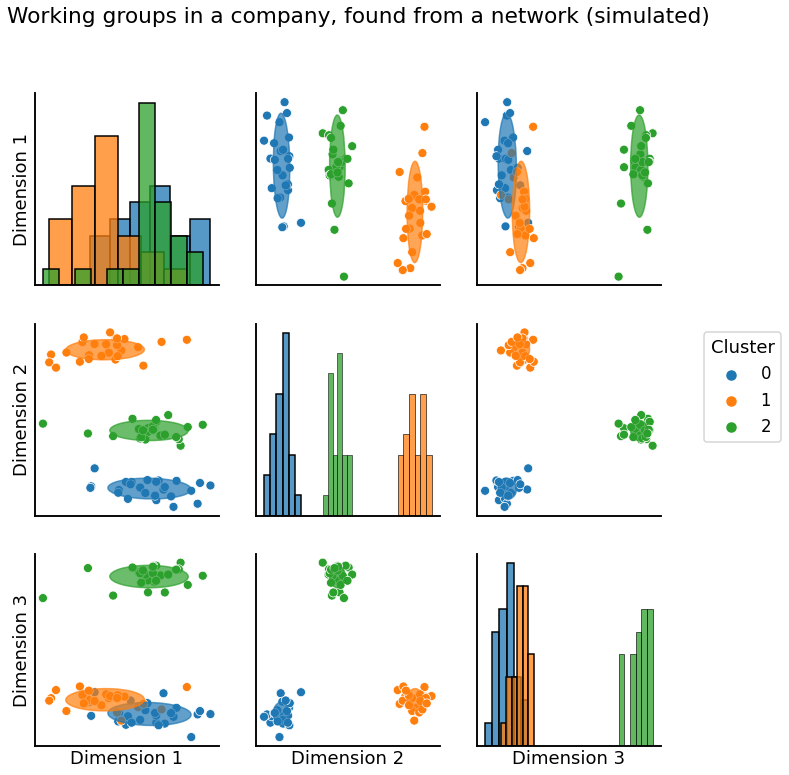 Working groups in a company, found from a network (simulated)
Dimension 1
Dimension 2
Cluster
0
1
2
Dimension 3
Dimension 1
Dimension 2
Dimension 3